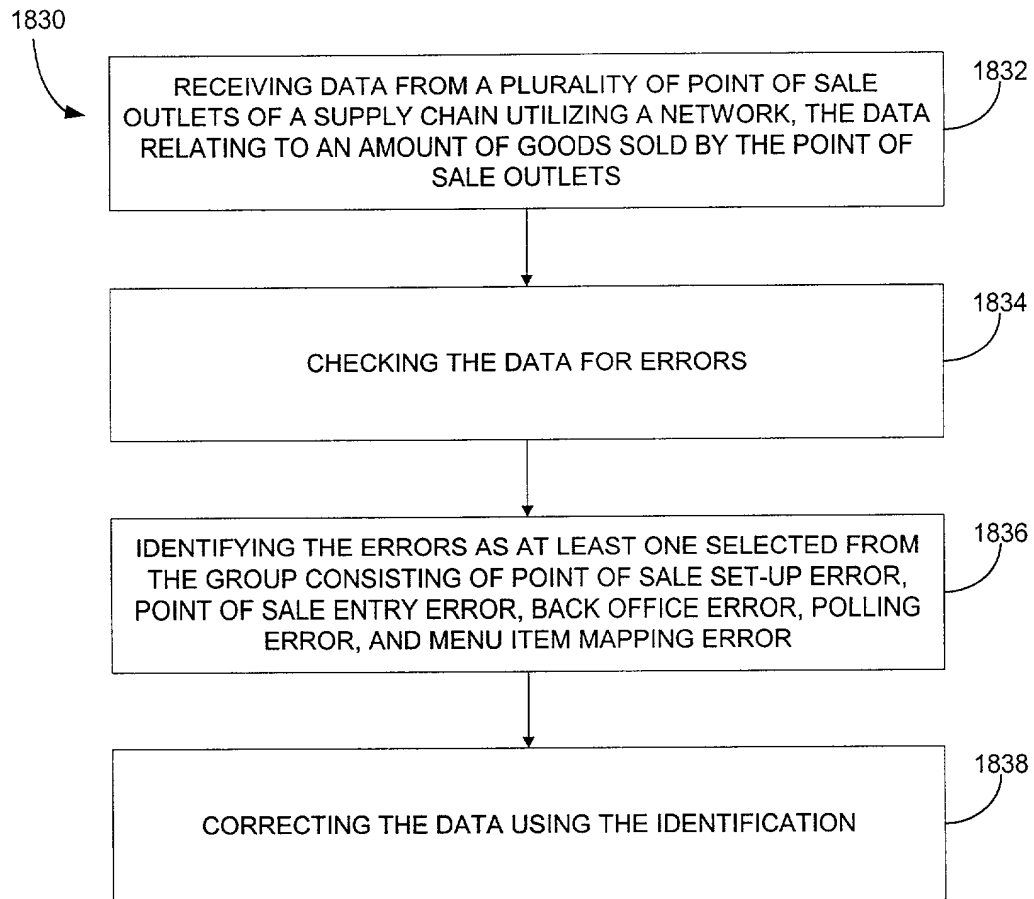 1830
RECEIVING DATA FROM A PLURALITY OF POINT OF SALE
OUTLETS OF A SUPPLY CHAIN UTILIZING A NETWORK, THE DATA
RELATING TO AN AMOUNT OF GOODS SOLD BY THE POINT OF
SALE OUTLETS
1832
CHECKING THE DATA FOR ERRORS
1834
IDENTIFYING THE ERRORS AS AT LEAST ONE SELECTED FROM
THE GROUP CONSISTING OF POINT OF SALE SET-UP ERROR,
POINT OF SALE ENTRY ERROR, BACK OFFICE ERROR, POLLING
ERROR, AND MENU ITEM MAPPING ERROR
1836
CORRECTING THE DATA USING THE IDENTIFICATION
1838